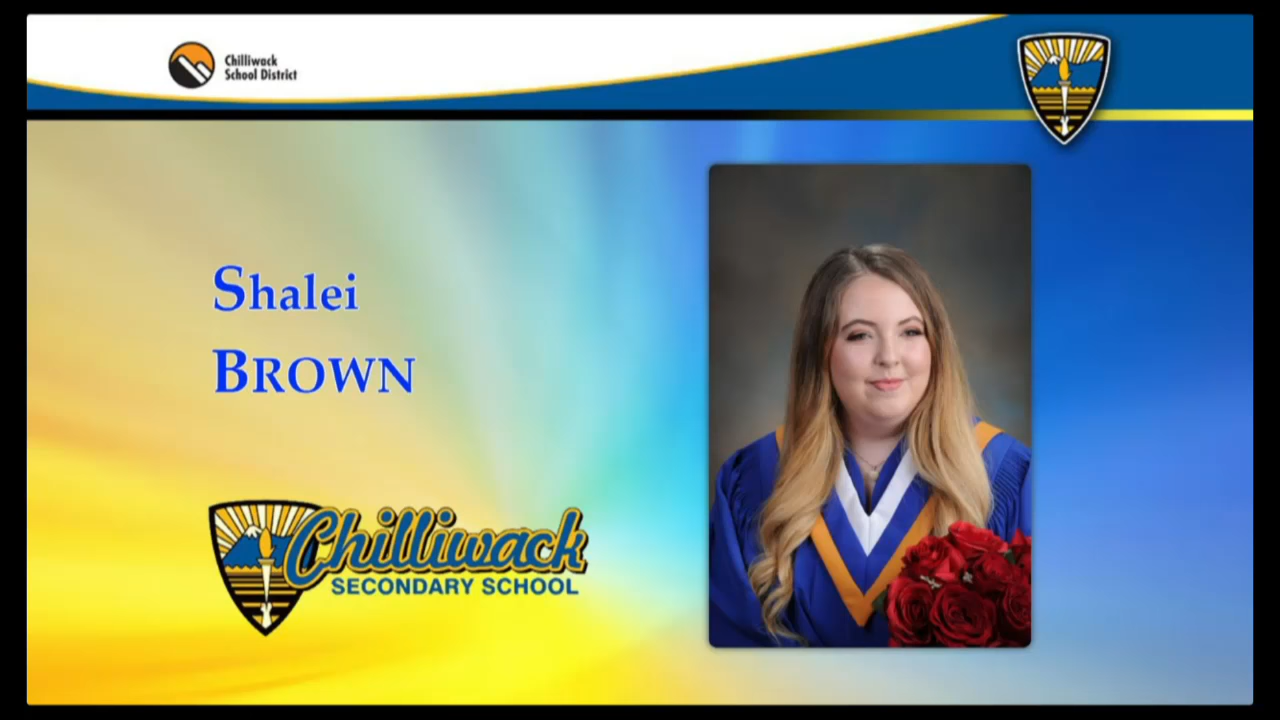 Chilliwack
School District
Shalei
BROWN
Chilliwack
SECONDARY SCHOOL